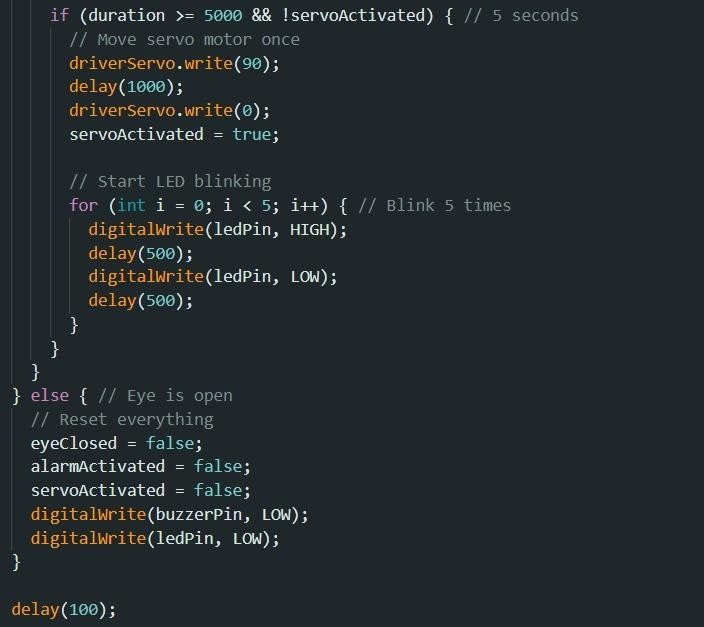 if (duration >= 5000 && !servoActivated) { // 5 seconds
// Move servo motor once
driverServo.write(90);
delay(1000);
driverServo.write(0);
servoActivated = true;
// Start LED blinking
for (int i = 0; i < 5; i++) { // Blink 5 times
digitalWrite(ledPin, HIGH);
delay(500);
digitalWrite(ledPin, LOW);
delay(500);
}
}
}
} else { // Eye is open
// Reset everything
eyeClosed = false;
alarmActivated = false;
servoActivated = false;
digitalWrite(buzzerPin, LOW);
digitalWrite(ledPin, LOW);
}
delay(100);